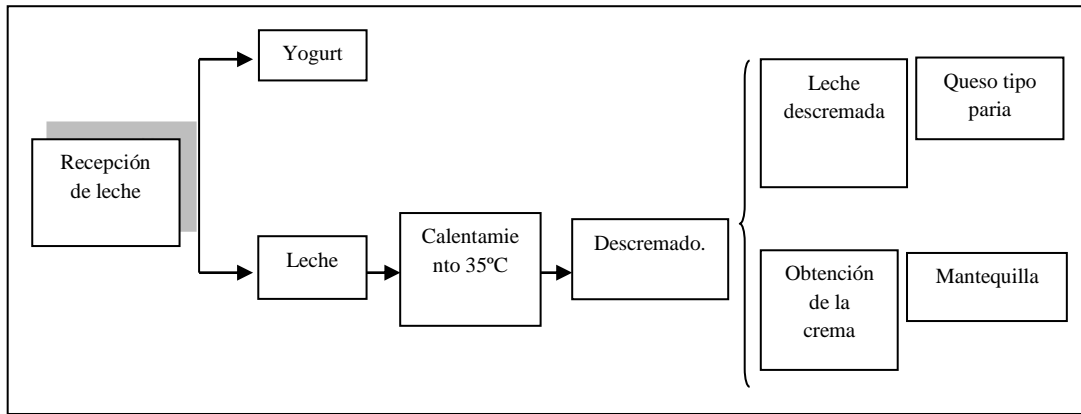 Recepción
de leche
Yogurt
Leche
Calentamie
nto 35ºC
Descremado.
Leche
descremada
Queso tipo
paria
Obtención
de la
crema
Mantequilla